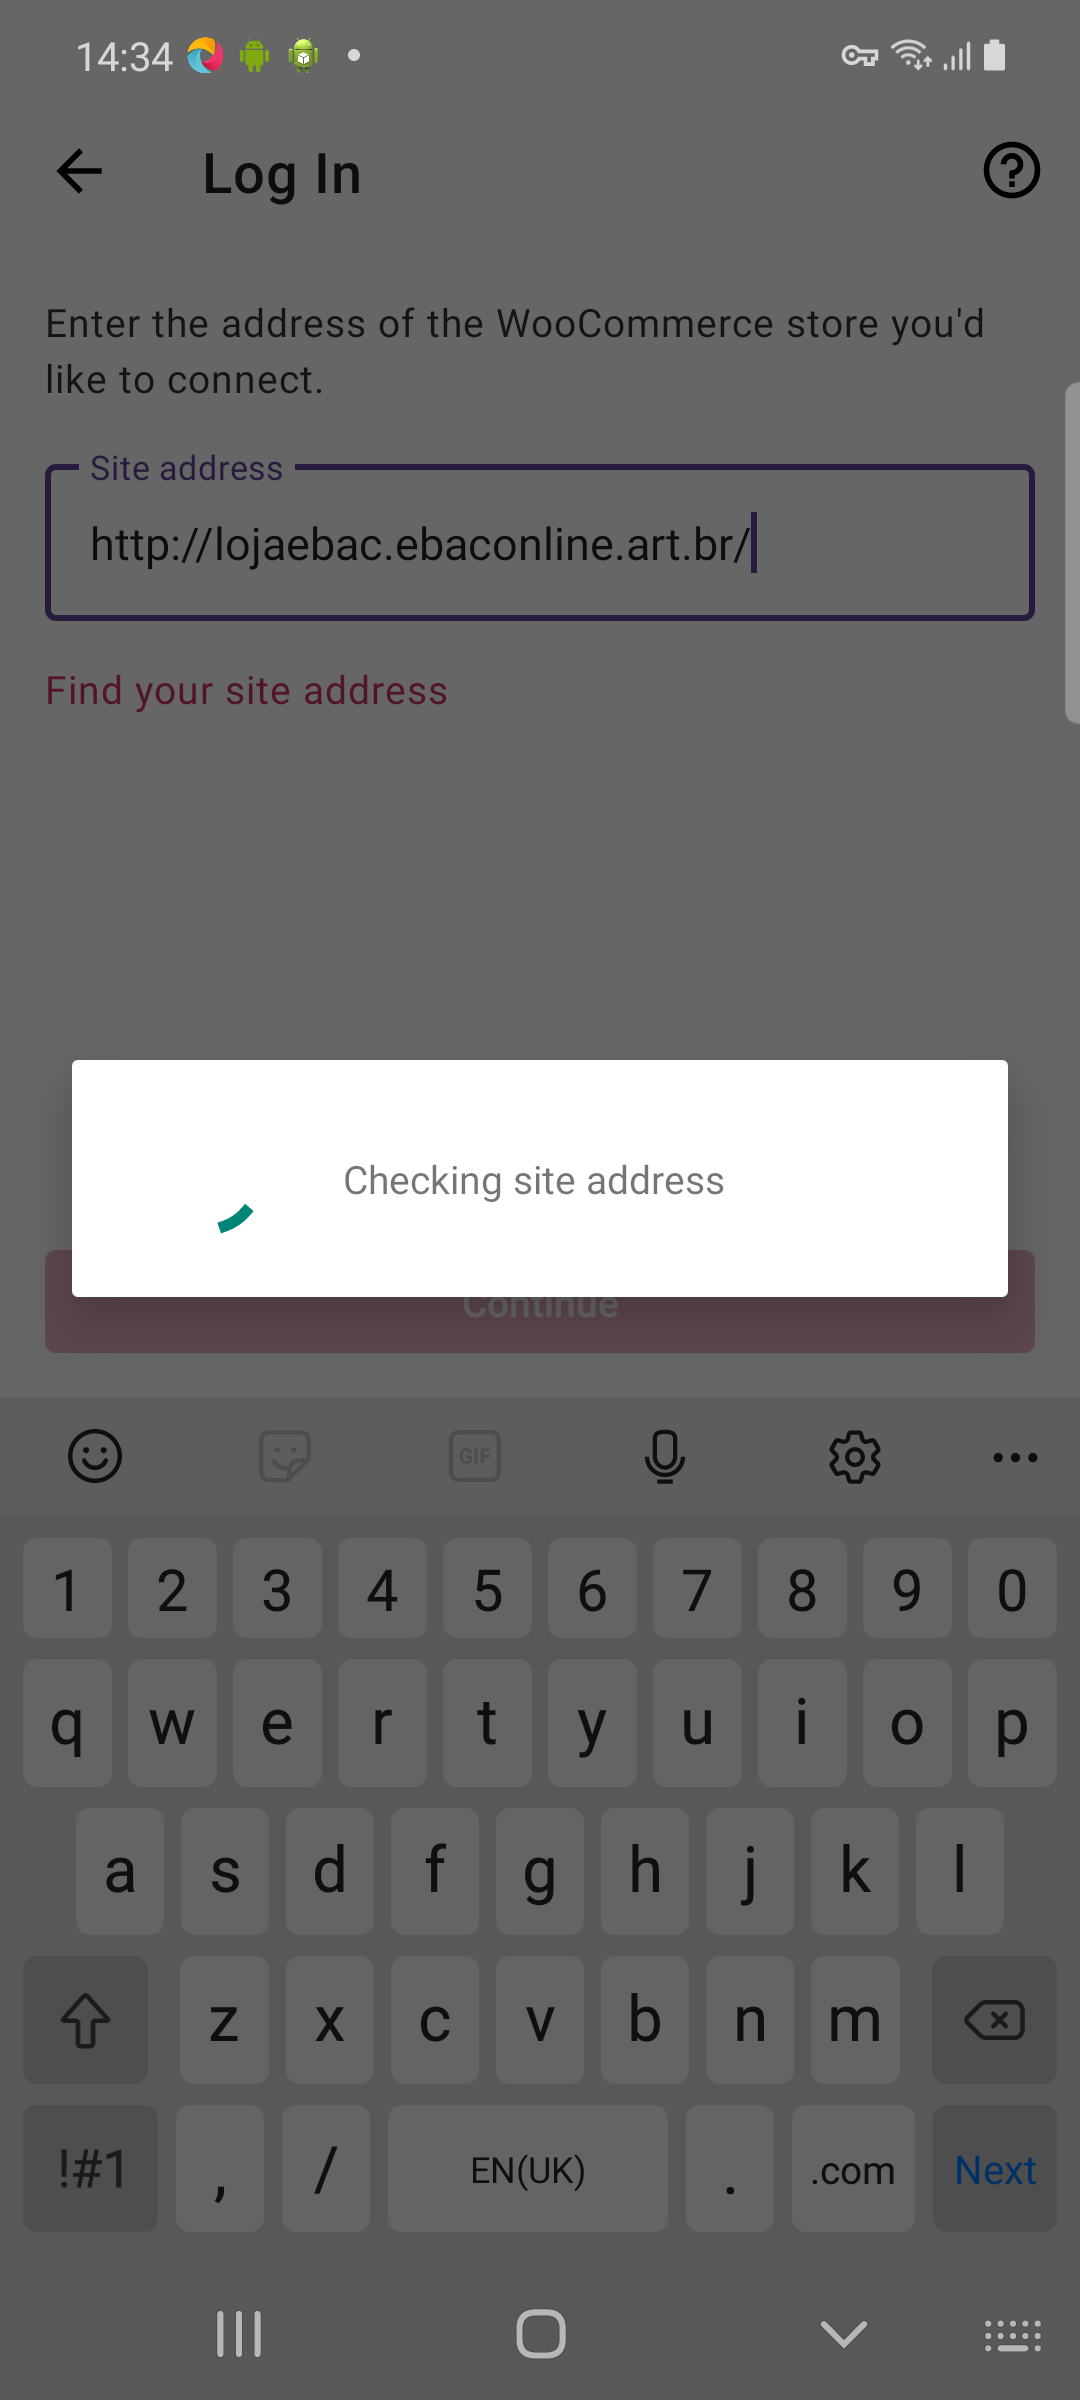 14:34
Log In
Enter the address of the WooCommerce store you'd
like to connect.
Site address
http://lojaebac.ebaconline.art.br/
Find your site address
Checking site address
Continue
GIF
1 2 3 4 5 6 7 8 9 0
q w e r t y u i o p
a s d f g h j k l
z x c v b n m
!#1 , / EN(UK) . .com Next